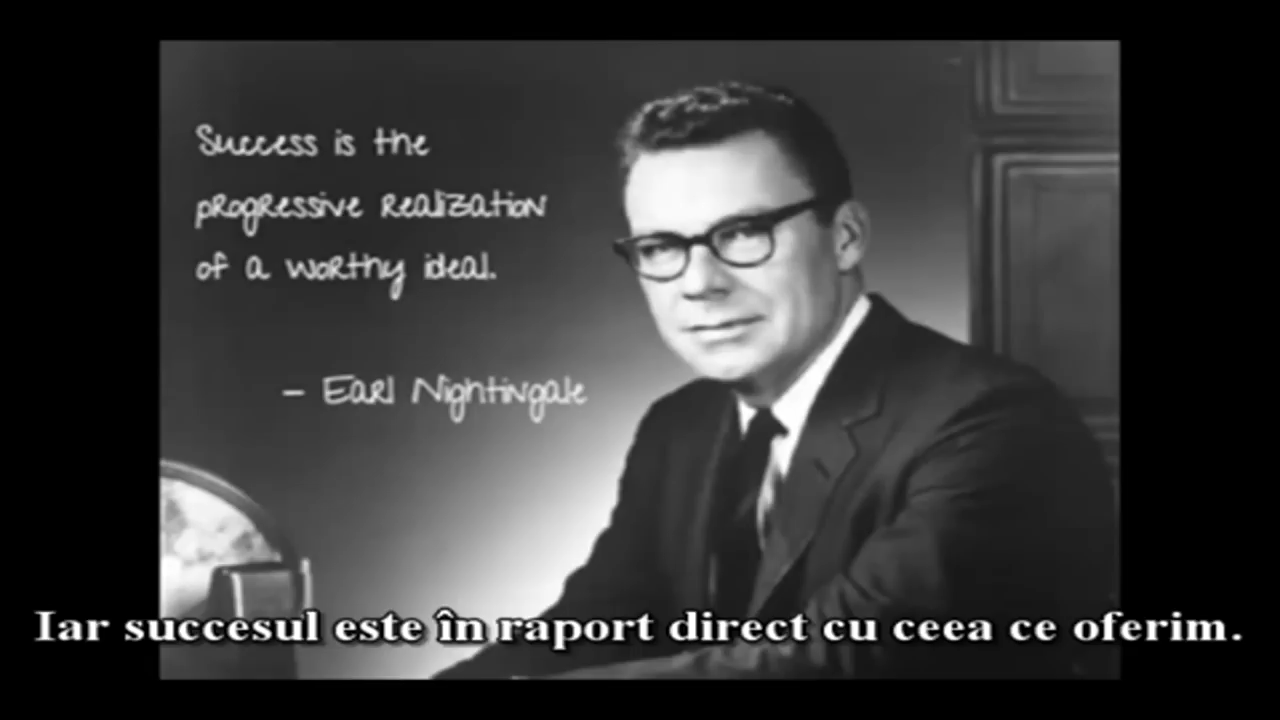 Success is the
progressive realization
of a worthy ideal.
– Earl Nightingale
Iar succesul este în raport direct cu ceea ce oferim.